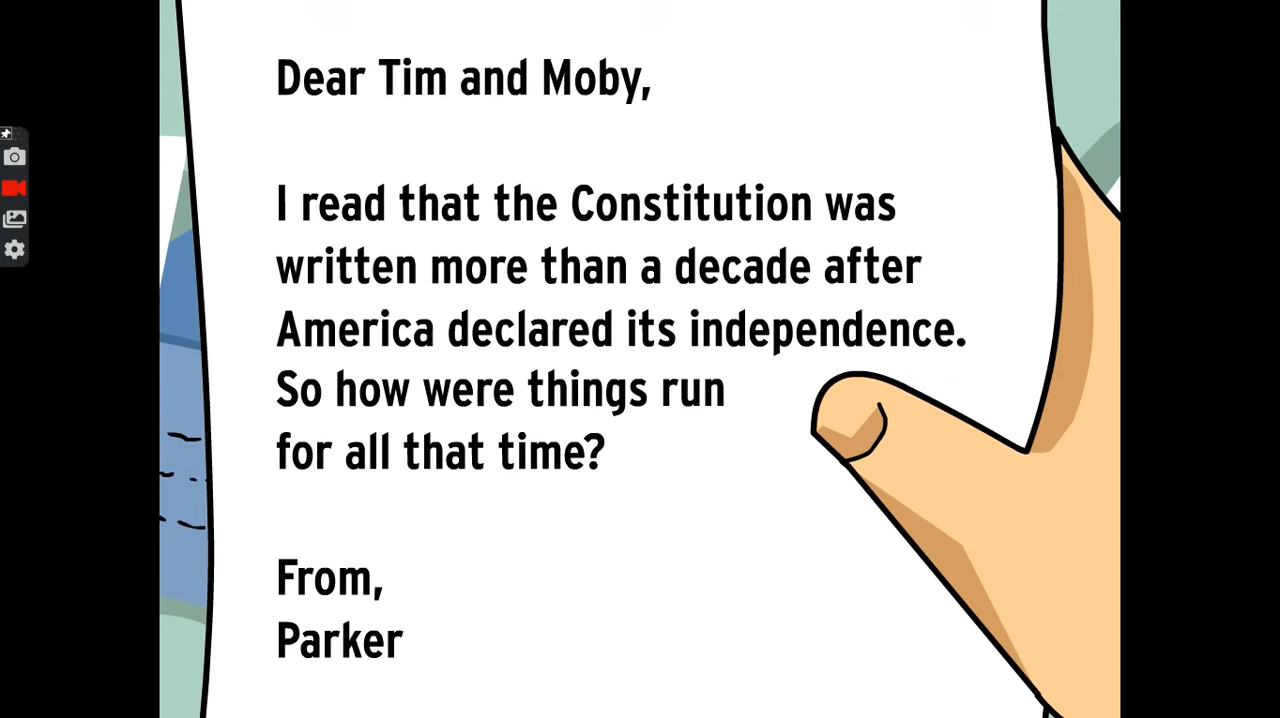 Dear Tim and Moby,
I read that the Constitution was
written more than a decade after
America declared its independence.
So how were things run
for all that time?
From,
Parker